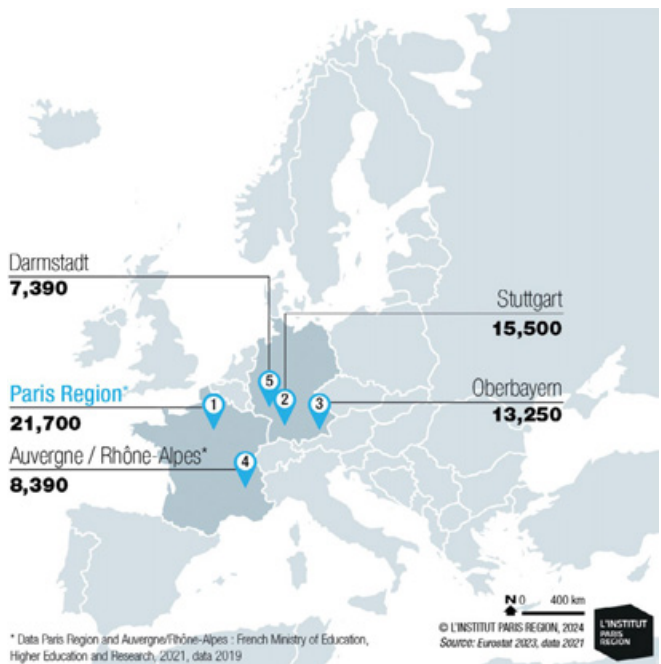 Darmstadt
7,390
Stuttgart
15,500
5
2
Paris Region*
21,700
1
3
Oberbayern
13,250
Auvergne / Rhône-Alpes*
8,390
4
N 0 400 km
© L'INSTITUT PARIS REGION, 2024
Source: Eurostat 2023, data 2021
L'INSTITUT
PARIS
REGION
* Data Paris Region and Auvergne/Rhône-Alpes : French Ministry of Education,
Higher Education and Research, 2021, data 2019